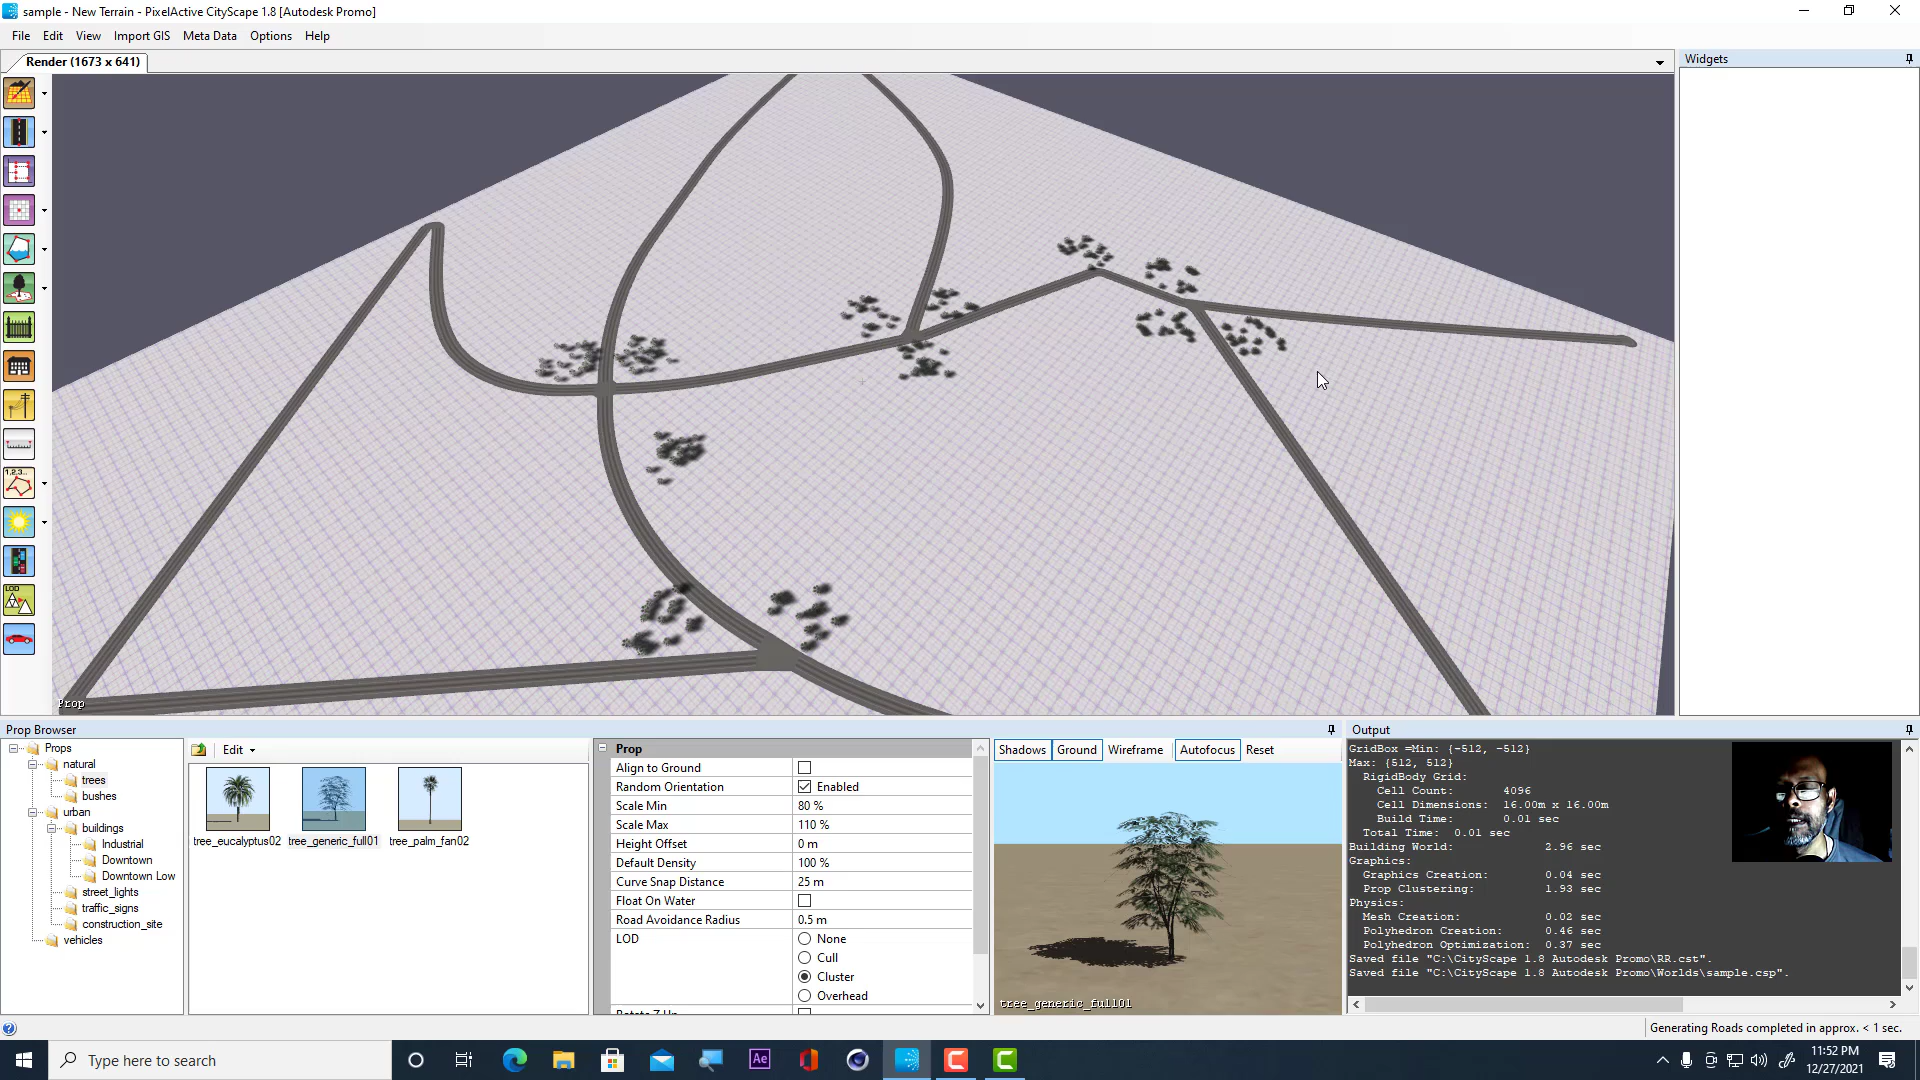 sample - New Terrain - PixelActive CityScape 1.8 [Autodesk Promo]
File Edit View Import GIS Meta Data Options Help
Render (1673 x 641)
Widgets
1,2,3...
LOD
Prop
Prop Browser
Props
natural
trees
bushes
urban
buildings
Industrial
Downtown
Downtown Low
street_lights
traffic_signs
construction_site
vehicles
Edit
tree_eucalyptus02 tree_generic_full01 tree_palm_fan02
Prop
Align to Ground
Random Orientation Enabled
Scale Min 80 %
Scale Max 110 %
Height Offset 0 m
Default Density 100 %
Curve Snap Distance 25 m
Float On Water
Road Avoidance Radius 0.5 m
LOD None
Cull
Cluster
Overhead
Shadows Ground Wireframe Autofocus Reset
tree_generic_full01
Output
GridBox =Min: {-512, -512}
Max: {512, 512}
RigidBody Grid:
Cell Count: 4096
Cell Dimensions: 16.00m x 16.00m
Build Time: 0.01 sec
Total Time: 0.01 sec
Building World: 2.96 sec
Graphics:
Graphics Creation: 0.04 sec
Prop Clustering: 1.93 sec
Physics:
Mesh Creation: 0.02 sec
Polyhedron Creation: 0.46 sec
Polyhedron Optimization: 0.37 sec
Saved file "C:\CityScape 1.8 Autodesk Promo\RR.cst".
Saved file "C:\CityScape 1.8 Autodesk Promo\Worlds\sample.csp".
Generating Roads completed in approx. < 1 sec.
Type here to search
Ae
11:52 PM
12/27/2021